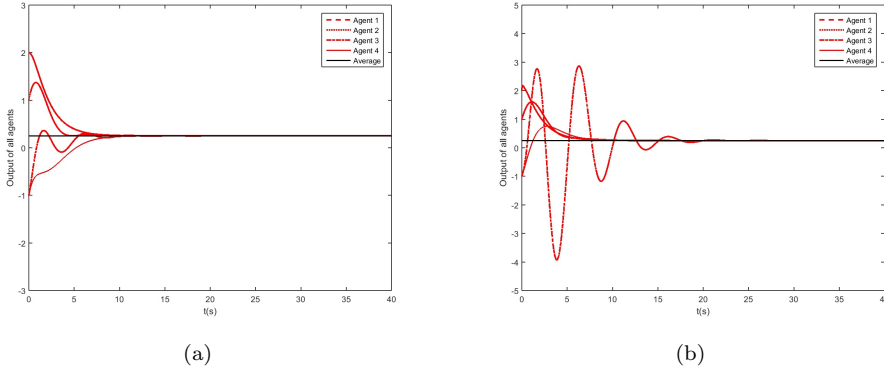 3
2
1
0
-1
-2
-3
Output of all agents
0 5 10 15 20 25 30 35 40
t(s)
Agent 1
Agent 2
Agent 3
Agent 4
Average
(a)
5
4
3
2
1
0
-1
-2
-3
-4
-5
Output of all agents
0 5 10 15 20 25 30 35 40
t(s)
Agent 1
Agent 2
Agent 3
Agent 4
Average
(b)